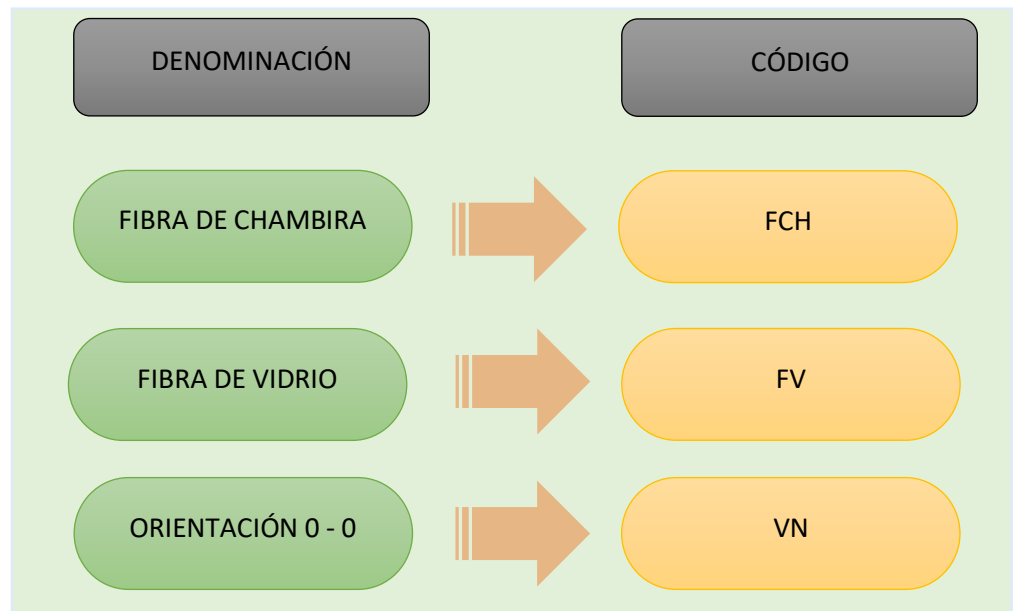 DENOMINACIÓN
CÓDIGO
FIBRA DE CHAMBIRA
FCH
FIBRA DE VIDRIO
FV
ORIENTACIÓN 0 - 0
VN